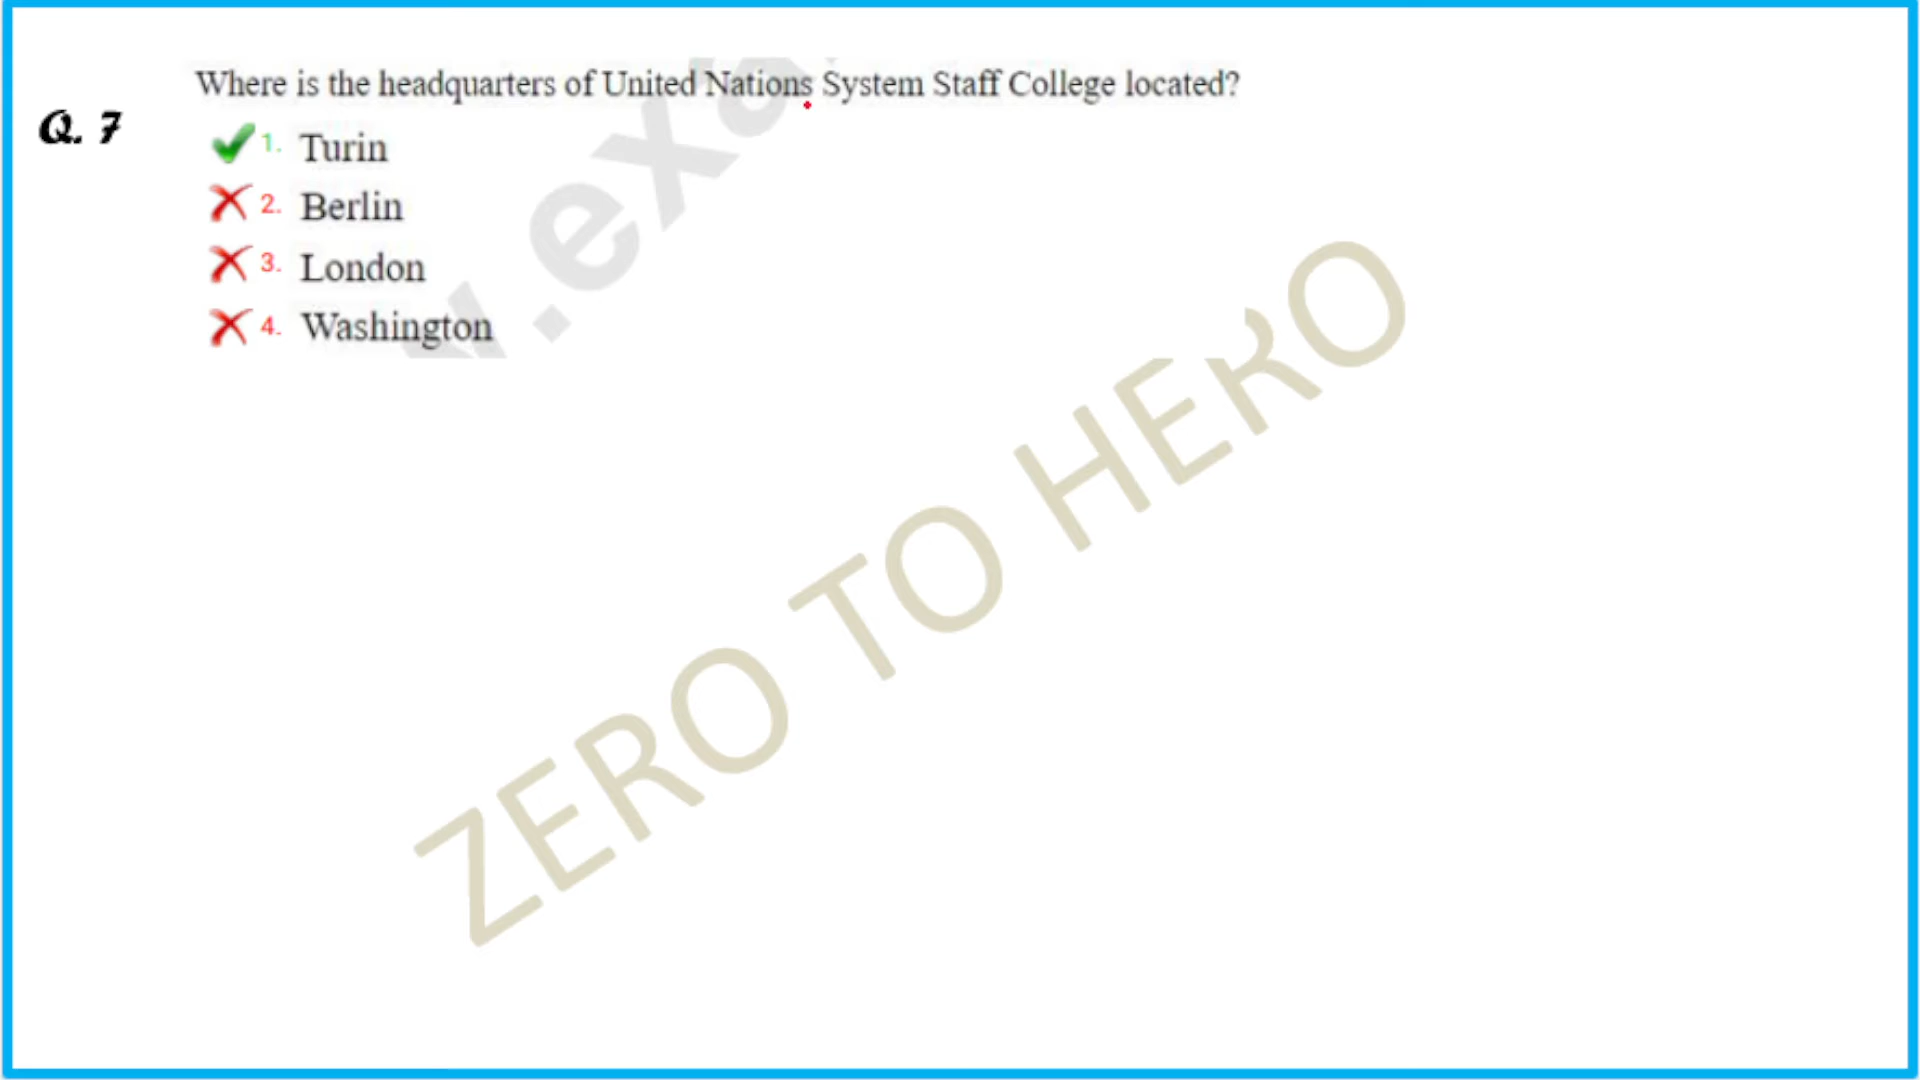 Where is the headquarters of United Nations System Staff College located?
Q. 7
1. Turin
2. Berlin
3. London
4. Washington
.exa
ZERO TO HERO